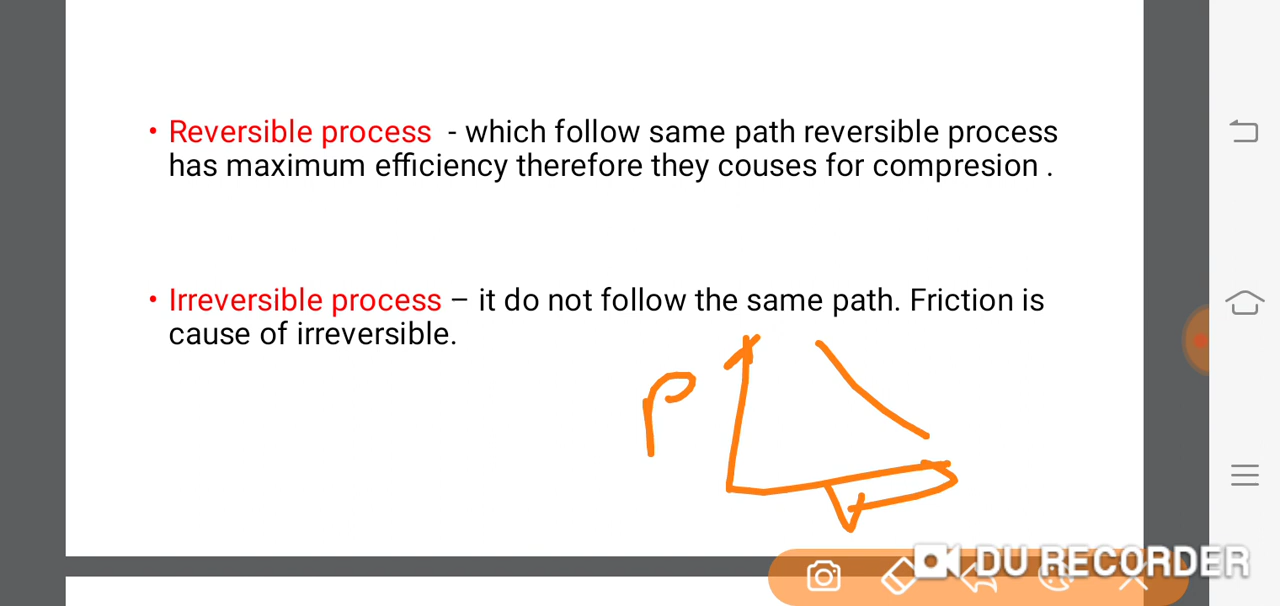 • Reversible process - which follow same path reversible process
has maximum efficiency therefore they couses for compresion .
• Irreversible process – it do not follow the same path. Friction is
cause of irreversible.
P
V
DU RECORDER